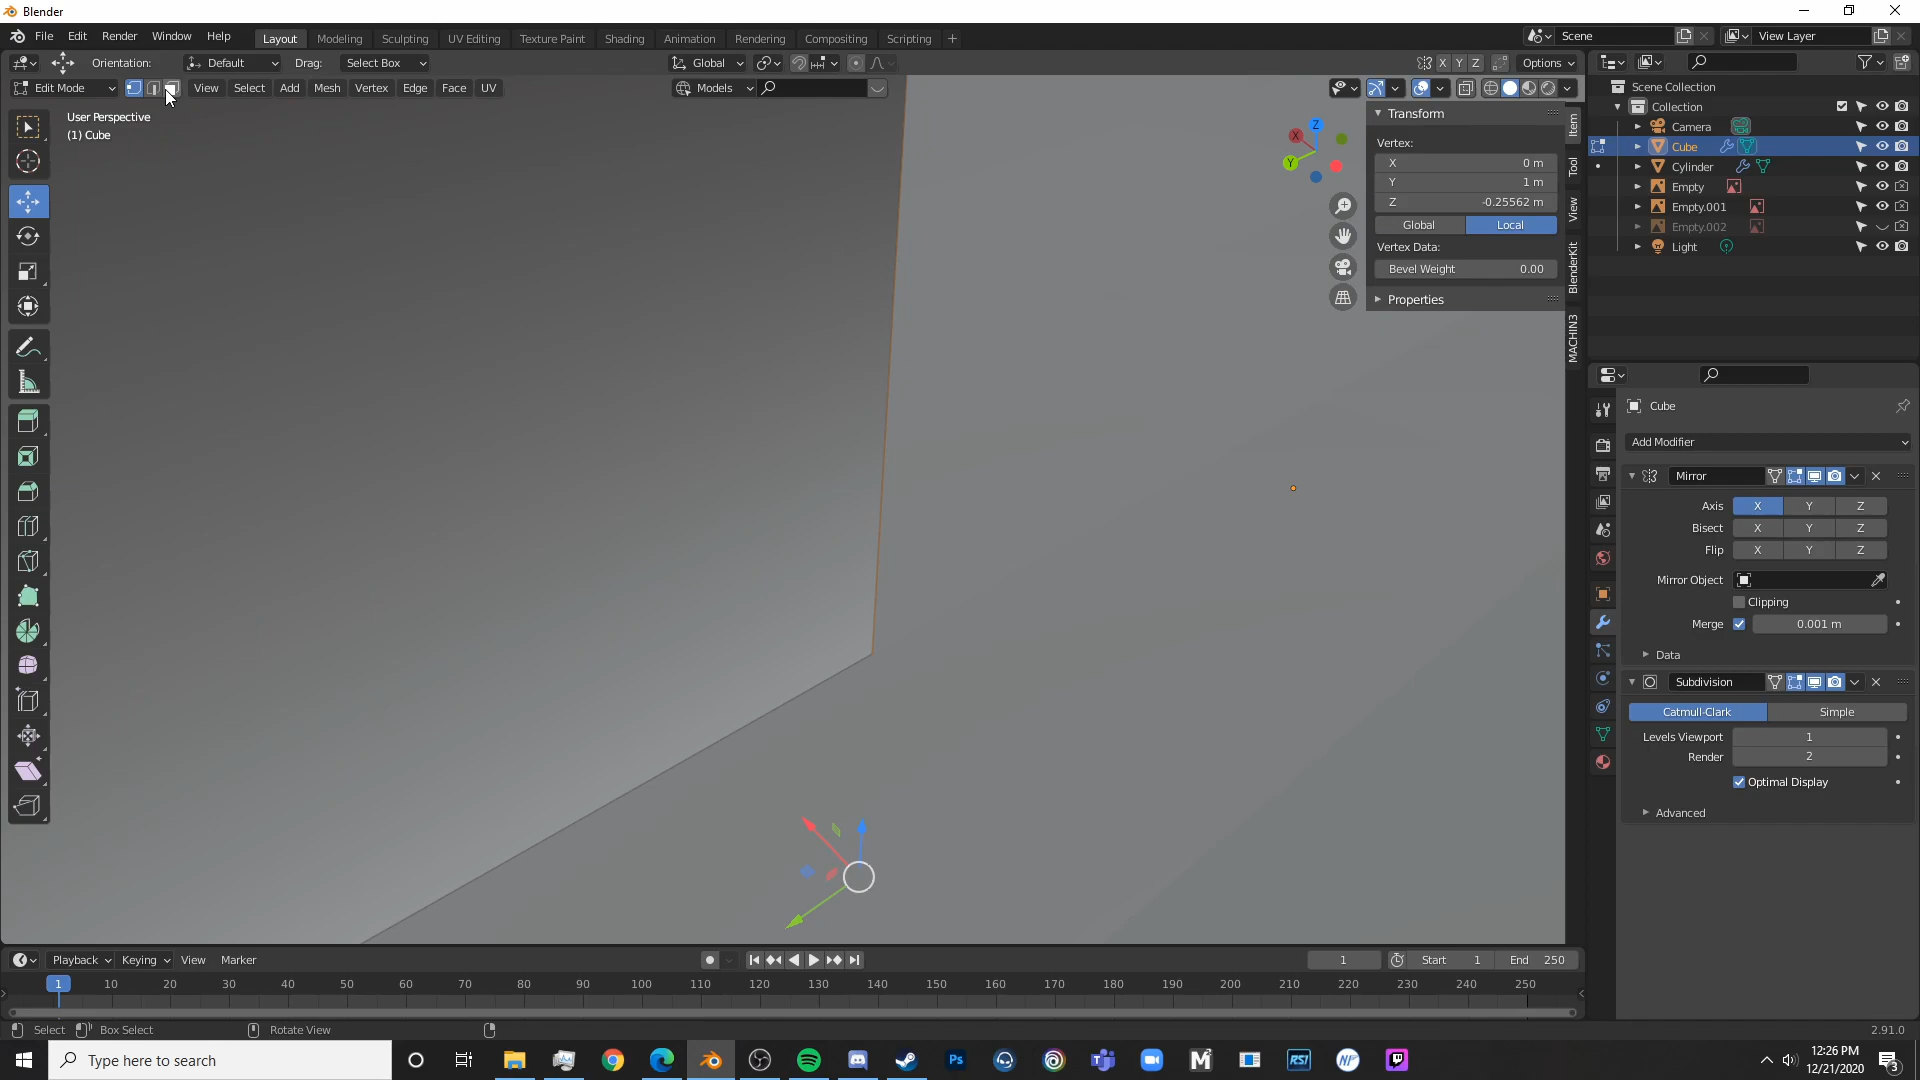 Blender
File Edit Render Window Help Layout Modeling Sculpting UV Editing Texture Paint Shading Animation Rendering Compositing Scripting Scene View Layer
Orientation: Default Drag: Select Box Global X Y Z Options
Edit Mode View Select Add Mesh Vertex Edge Face UV Models
User Perspective
(1) Cube
Z
X
Y
Transform
Vertex:
X 0 m
Y 1 m
Z -0.25562 m
Global Local
Vertex Data:
Bevel Weight 0.00
Properties
Item
Tool
View
BlenderKit
MACHIN3
Scene Collection
Collection
Camera
Cube
Cylinder
Empty
Empty.001
Empty.002
Light
Cube
Add Modifier
Mirror
Axis X Y Z
Bisect X Y Z
Flip X Y Z
Mirror Object
Clipping
Merge 0.001 m
Data
Subdivision
Catmull-Clark Simple
Levels Viewport 1
Render 2
Optimal Display
Advanced
Playback Keying View Marker 1 Start 1 End 250
1 10 20 30 40 50 60 70 80 90 100 110 120 130 140 150 160 170 180 190 200 210 220 230 240 250
Select Box Select Rotate View 2.91.0
Type here to search Ps M RSI NP 12:26 PM
12/21/2020 3